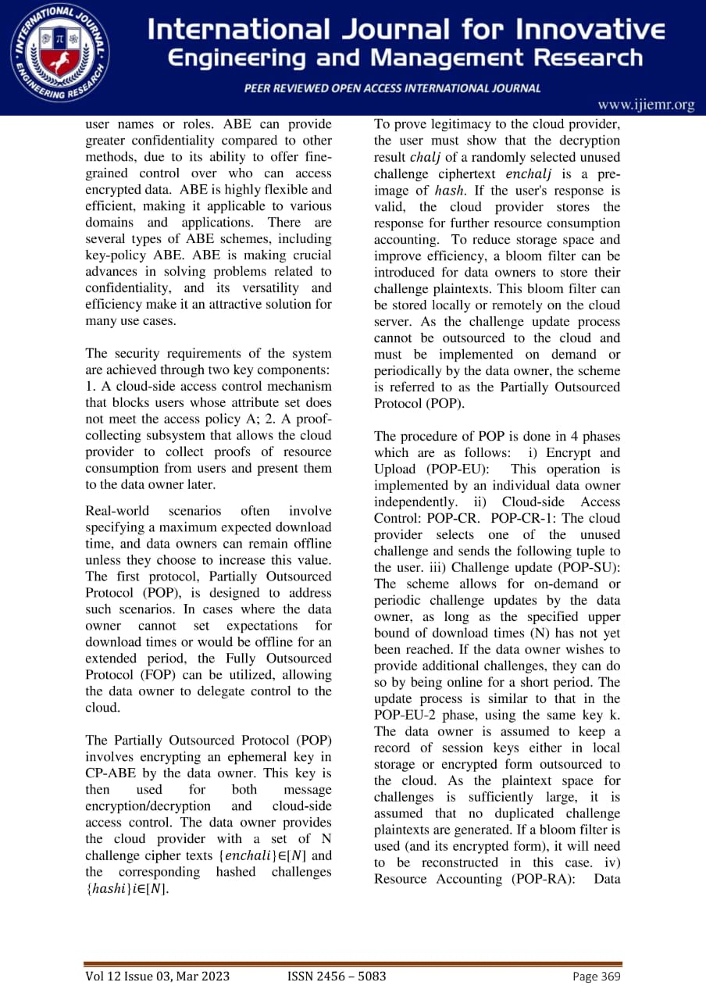 INTERNATIONAL JOURNAL
ENGINEERING RESEARCH
π
International Journal for Innovative
Engineering and Management Research
PEER REVIEWED OPEN ACCESS INTERNATIONAL JOURNAL
www.ijiemr.org
user names or roles. ABE can provide
greater confidentiality compared to other
methods, due to its ability to offer fine-
grained control over who can access
encrypted data. ABE is highly flexible and
efficient, making it applicable to various
domains and applications. There are
several types of ABE schemes, including
key-policy ABE. ABE is making crucial
advances in solving problems related to
confidentiality, and its versatility and
efficiency make it an attractive solution for
many use cases.
The security requirements of the system
are achieved through two key components:
1. A cloud-side access control mechanism
that blocks users whose attribute set does
not meet the access policy A; 2. A proof-
collecting subsystem that allows the cloud
provider to collect proofs of resource
consumption from users and present them
to the data owner later.
Real-world scenarios often involve
specifying a maximum expected download
time, and data owners can remain offline
unless they choose to increase this value.
The first protocol, Partially Outsourced
Protocol (POP), is designed to address
such scenarios. In cases where the data
owner cannot set expectations for
download times or would be offline for an
extended period, the Fully Outsourced
Protocol (FOP) can be utilized, allowing
the data owner to delegate control to the
cloud.
The Partially Outsourced Protocol (POP)
involves encrypting an ephemeral key in
CP-ABE by the data owner. This key is
then used for both message
encryption/decryption and cloud-side
access control. The data owner provides
the cloud provider with a set of N
challenge cipher texts {enchali}∈[N] and
the corresponding hashed challenges
{hashi}i∈[N].
To prove legitimacy to the cloud provider,
the user must show that the decryption
result chalj of a randomly selected unused
challenge ciphertext enchalj is a pre-
image of hash. If the user's response is
valid, the cloud provider stores the
response for further resource consumption
accounting. To reduce storage space and
improve efficiency, a bloom filter can be
introduced for data owners to store their
challenge plaintexts. This bloom filter can
be stored locally or remotely on the cloud
server. As the challenge update process
cannot be outsourced to the cloud and
must be implemented on demand or
periodically by the data owner, the scheme
is referred to as the Partially Outsourced
Protocol (POP).
The procedure of POP is done in 4 phases
which are as follows: i) Encrypt and
Upload (POP-EU): This operation is
implemented by an individual data owner
independently. ii) Cloud-side Access
Control: POP-CR. POP-CR-1: The cloud
provider selects one of the unused
challenge and sends the following tuple to
the user. iii) Challenge update (POP-SU):
The scheme allows for on-demand or
periodic challenge updates by the data
owner, as long as the specified upper
bound of download times (N) has not yet
been reached. If the data owner wishes to
provide additional challenges, they can do
so by being online for a short period. The
update process is similar to that in the
POP-EU-2 phase, using the same key k.
The data owner is assumed to keep a
record of session keys either in local
storage or encrypted form outsourced to
the cloud. As the plaintext space for
challenges is sufficiently large, it is
assumed that no duplicated challenge
plaintexts are generated. If a bloom filter is
used (and its encrypted form), it will need
to be reconstructed in this case. iv)
Resource Accounting (POP-RA): Data
Vol 12 Issue 03, Mar 2023
ISSN 2456 – 5083
Page 369